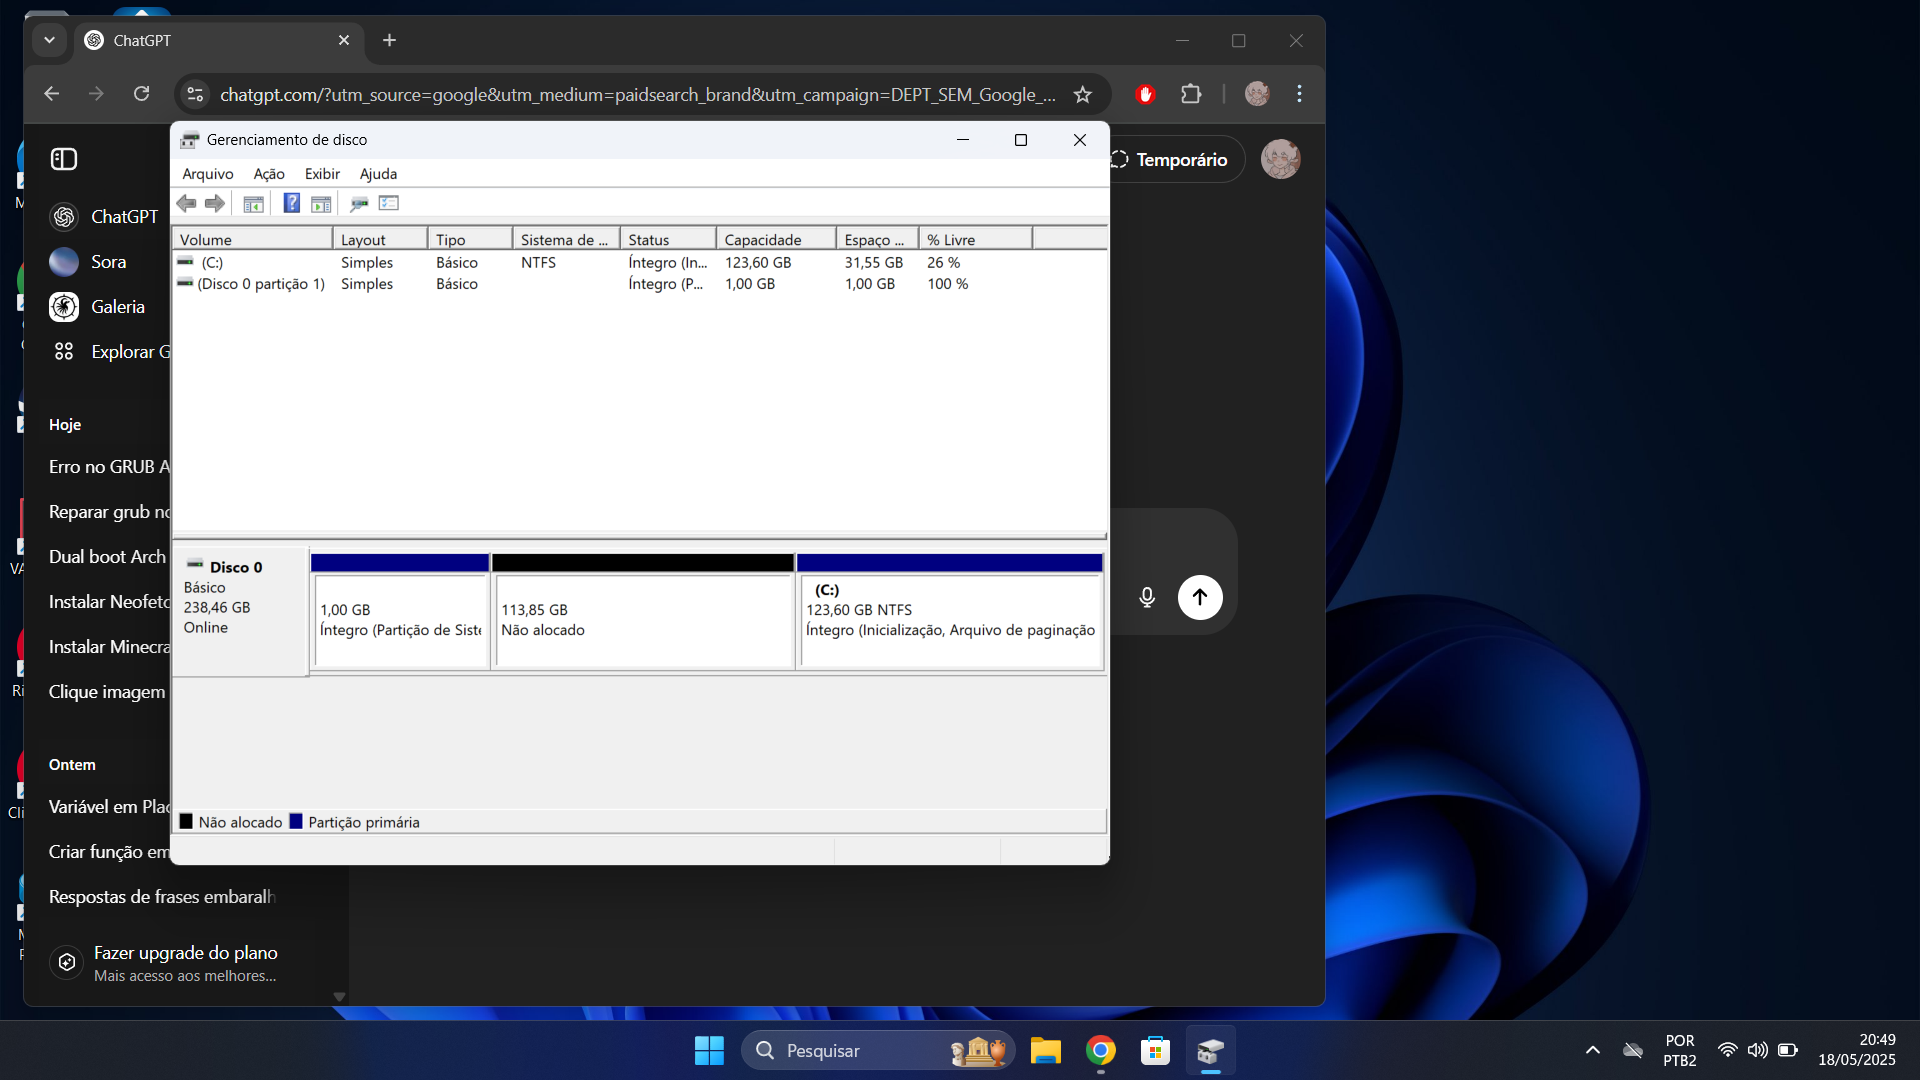 ChatGPT
chatgpt.com/?utm_source=google&utm_medium=paidsearch_brand&utm_campaign=DEPT_SEM_Google_...
Gerenciamento de disco
Arquivo Ação Exibir Ajuda
Temporário
ChatGPT
Sora
Galeria
Explorar G
Hoje
Erro no GRUB A
Reparar grub no
Dual boot Arch
Instalar Neofetc
Instalar Minecra
Clique imagem
Ontem
Variável em Plac
Criar função em
Respostas de frases embaralh
Fazer upgrade do plano
Mais acesso aos melhores...
Volume Layout Tipo Sistema de ... Status Capacidade Espaço ... % Livre
(C:) Simples Básico NTFS Íntegro (In... 123,60 GB 31,55 GB 26 %
(Disco 0 partição 1) Simples Básico Íntegro (P... 1,00 GB 1,00 GB 100 %
Disco 0
Básico
238,46 GB
Online
1,00 GB
Íntegro (Partição de Siste
113,85 GB
Não alocado
(C:)
123,60 GB NTFS
Íntegro (Inicialização, Arquivo de paginação
Não alocado Partição primária
Pesquisar
POR
PTB2
20:49
18/05/2025